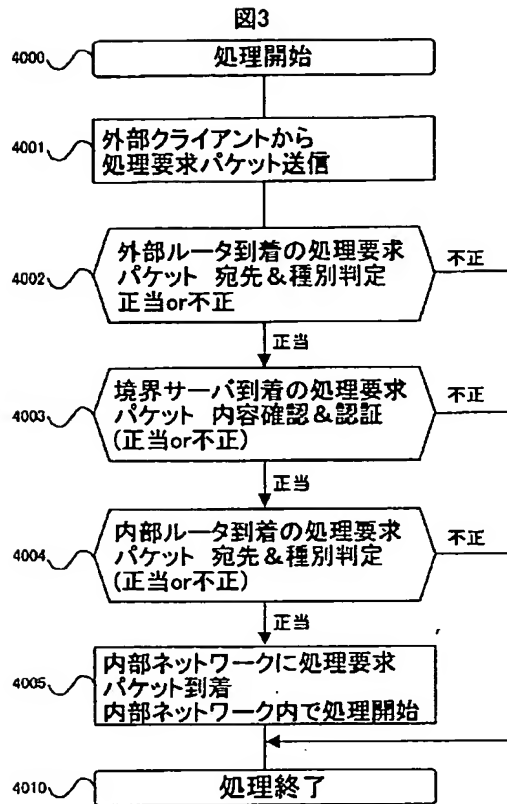 図3
4000
処理開始
4001
外部クライアントから
処理要求パケット送信
4002
外部ルータ到着の処理要求
パケット 宛先&種別判定
正当or不正
不正
正当
4003
境界サーバ到着の処理要求
パケット 内容確認&認証
(正当or不正)
不正
正当
4004
内部ルータ到着の処理要求
パケット 宛先&種別判定
(正当or不正)
不正
正当
4005
内部ネットワークに処理要求
パケット到着
内部ネットワーク内で処理開始
4010
処理終了